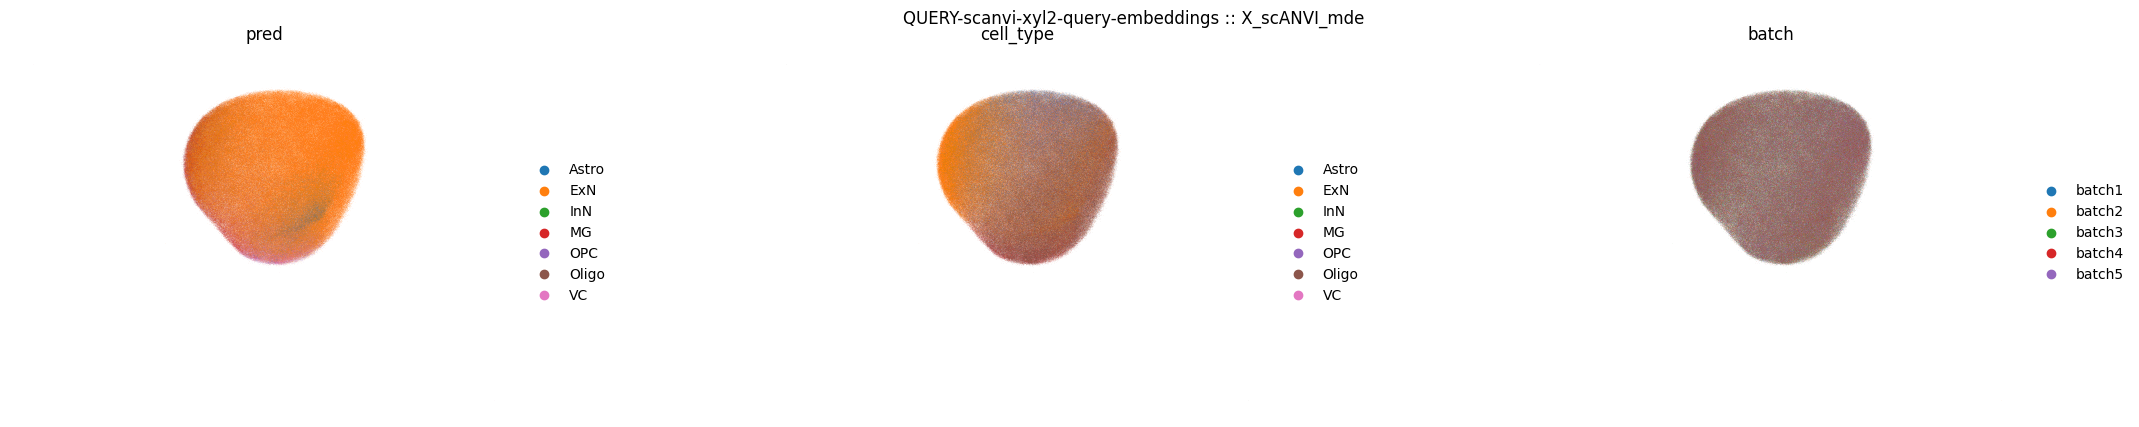 QUERY-scanvi-xyl2-query-embeddings :: X_scANVI_mde
pred
Astro
ExN
InN
MG
OPC
Oligo
VC
cell_type
Astro
ExN
InN
MG
OPC
Oligo
VC
batch
batch1
batch2
batch3
batch4
batch5